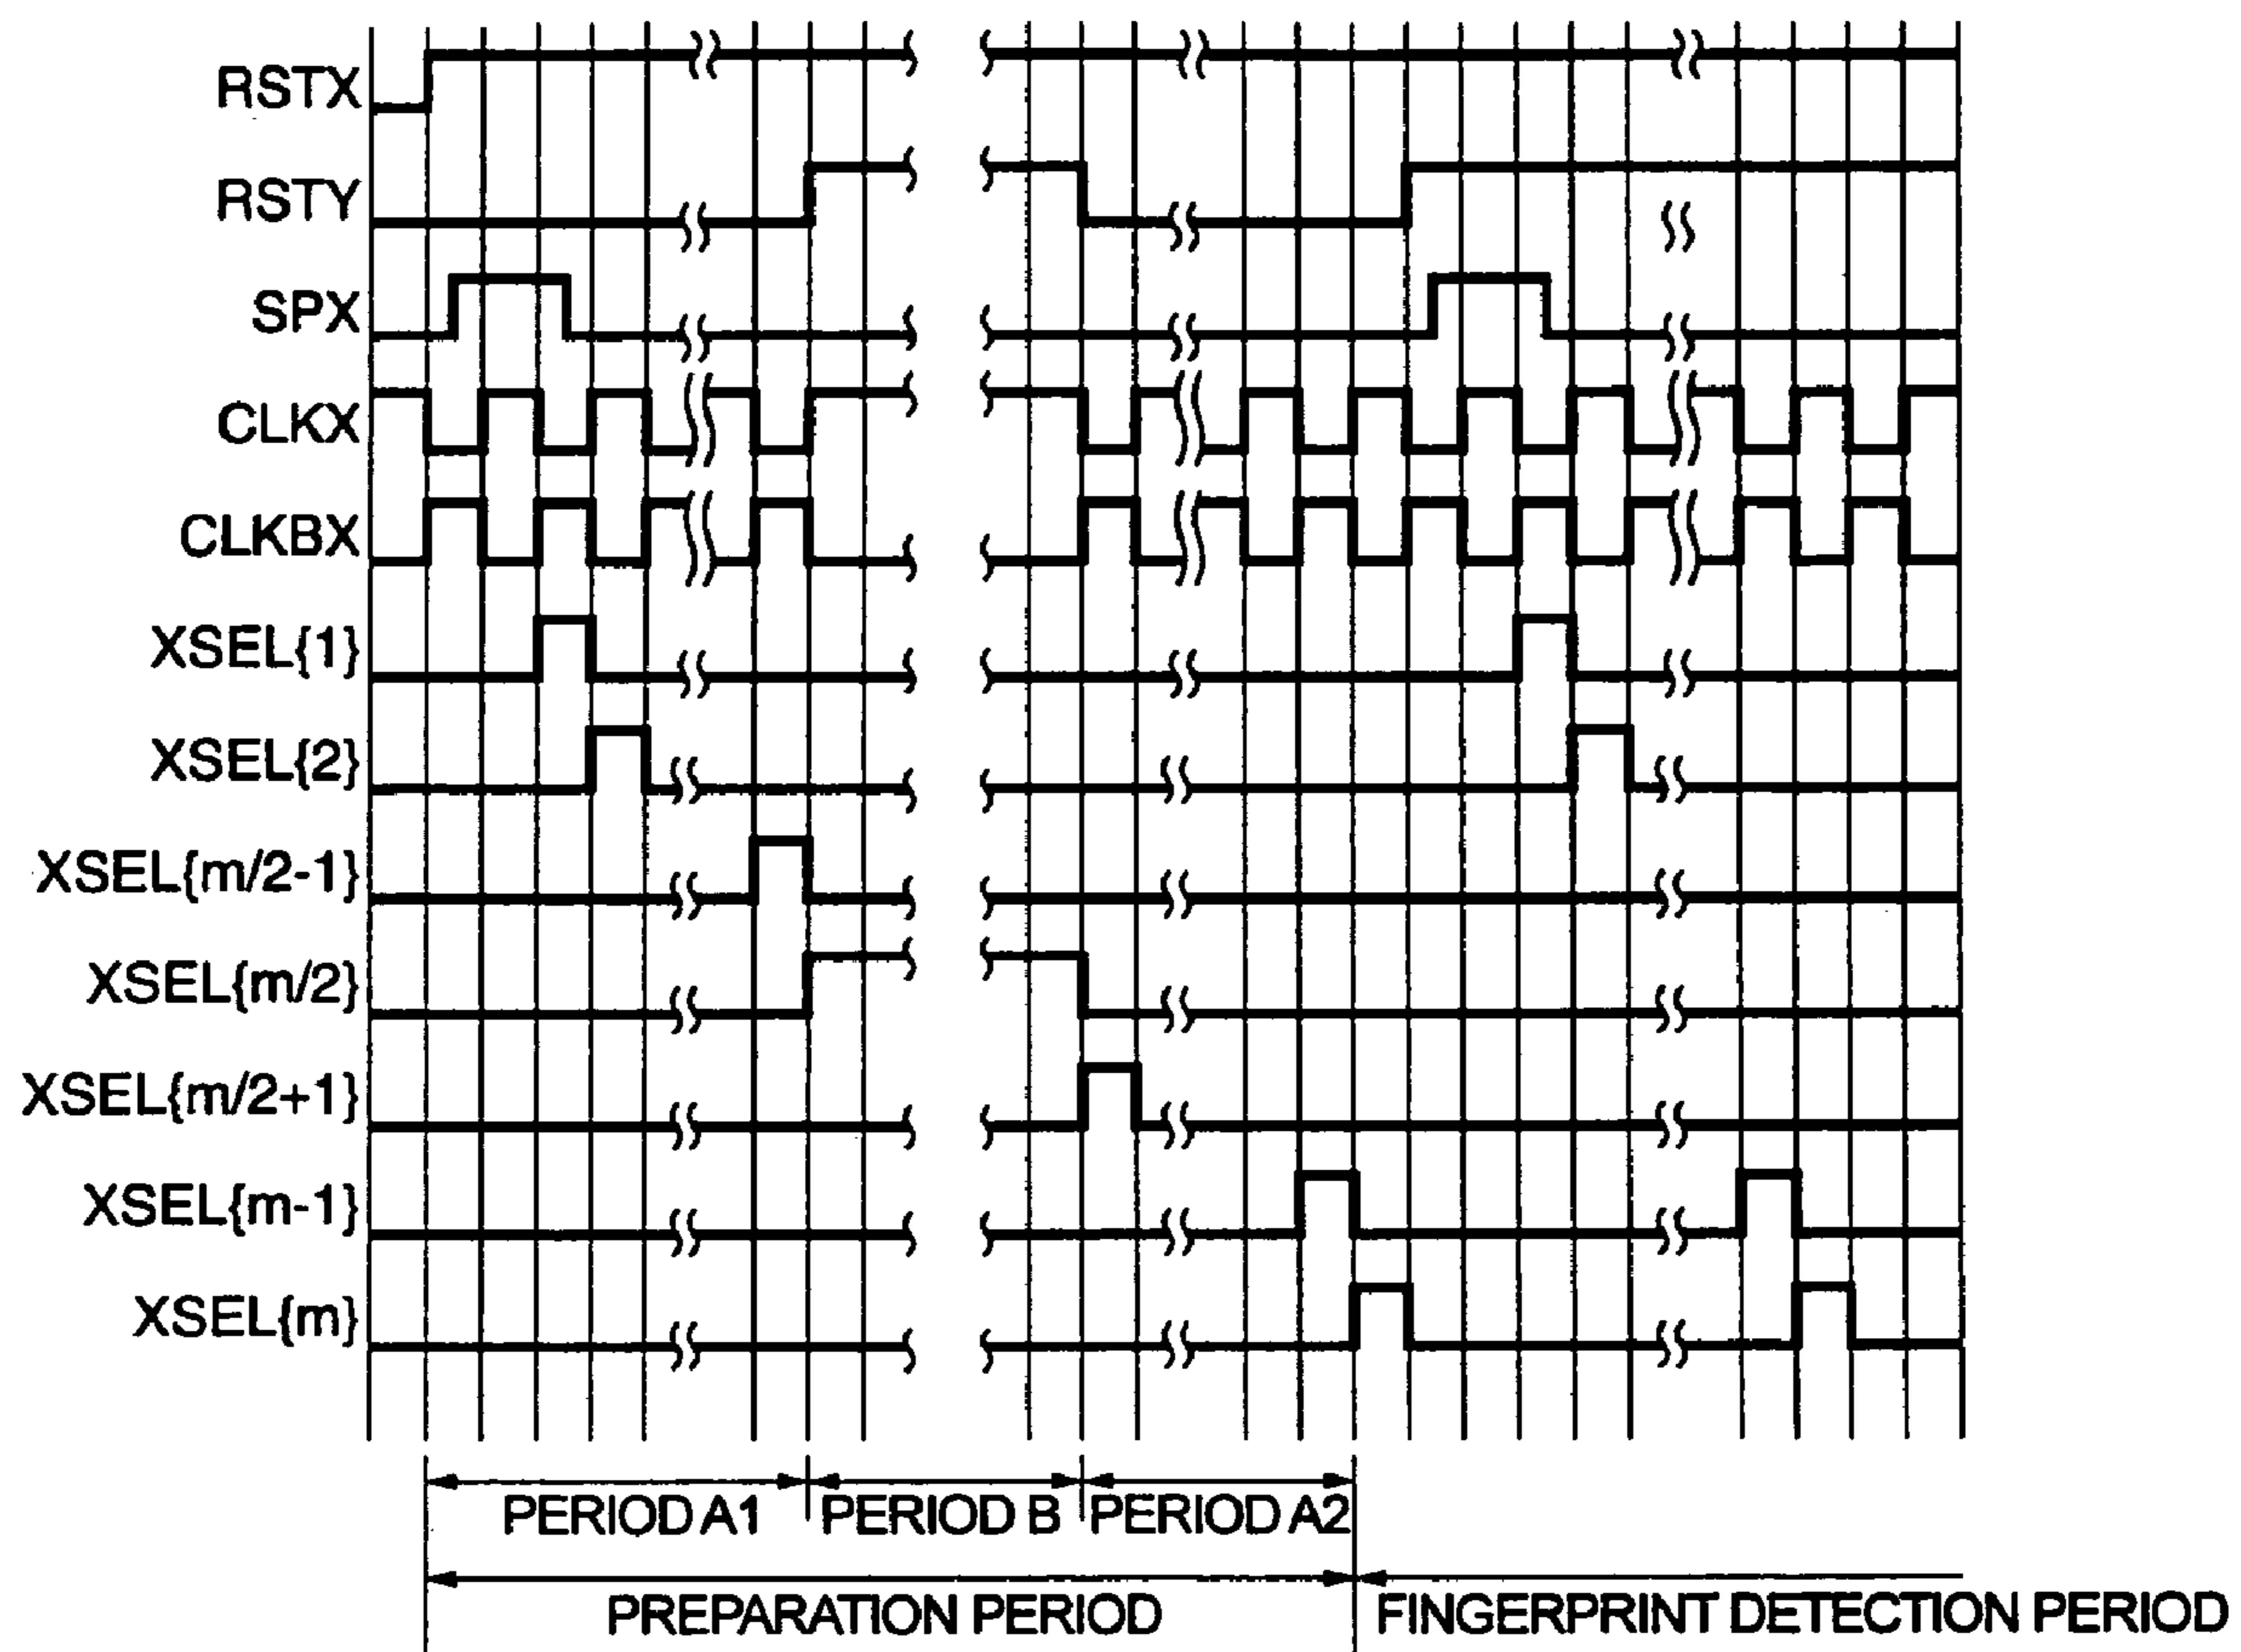 RSTX
RSTY
SPX
CLKX
CLKBX
XSEL{1}
XSEL{2}
XSEL{m/2-1}
XSEL{m/2}
XSEL{m/2+1}
XSEL{m-1}
XSEL{m}
PERIOD A1 PERIOD B PERIOD A2
PREPARATION PERIOD FINGERPRINT DETECTION PERIOD